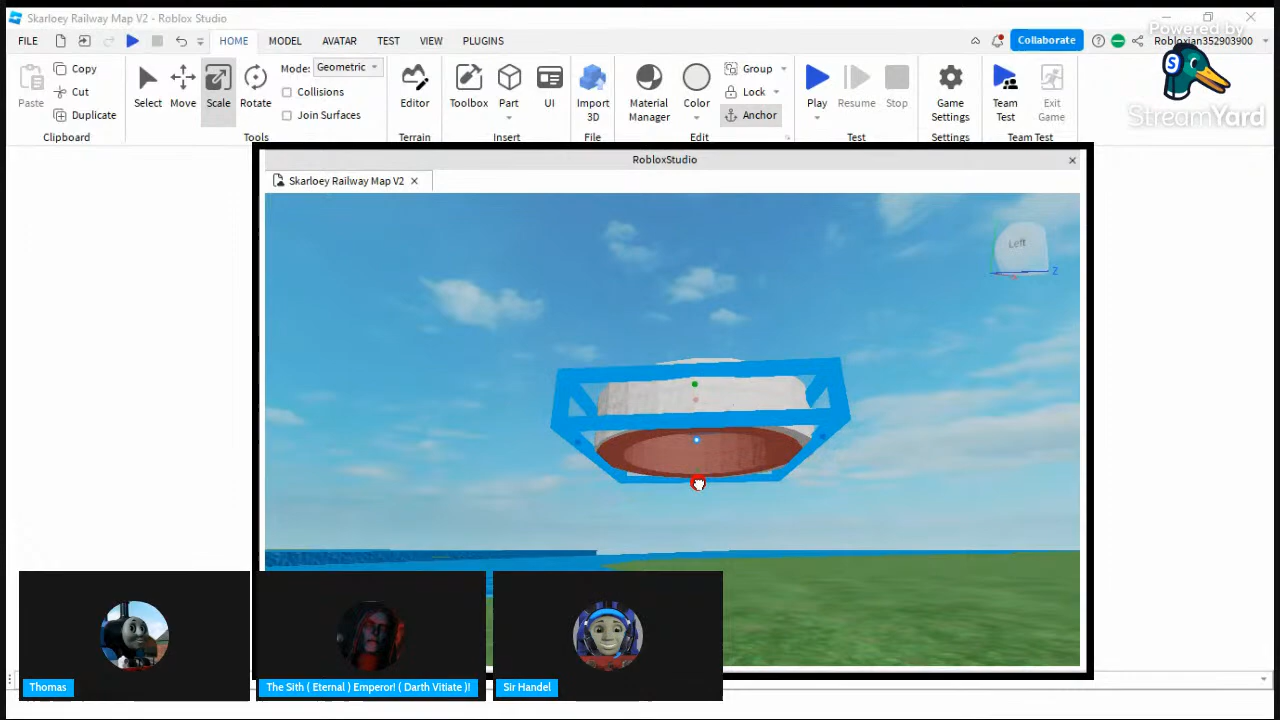 Skarloey Railway Map V2 - Roblox Studio
Powered by
FILE HOME MODEL AVATAR TEST VIEW PLUGINS Collaborate Robloxian352903900
StreamYard
Paste Copy Cut Duplicate Clipboard
Select Move Scale Rotate Mode: Geometric Collisions Join Surfaces Tools
Editor Terrain
Toolbox Part UI Insert
Import 3D File
Material Manager Color Group Lock Anchor Edit
Play Resume Stop Test
Game Settings Settings
Team Test Exit Game Team Test
RobloxStudio
Skarloey Railway Map V2
Left
Z
Thomas
The Sith ( Eternal ) Emperor! ( Darth Vitiate )!
Sir Handel